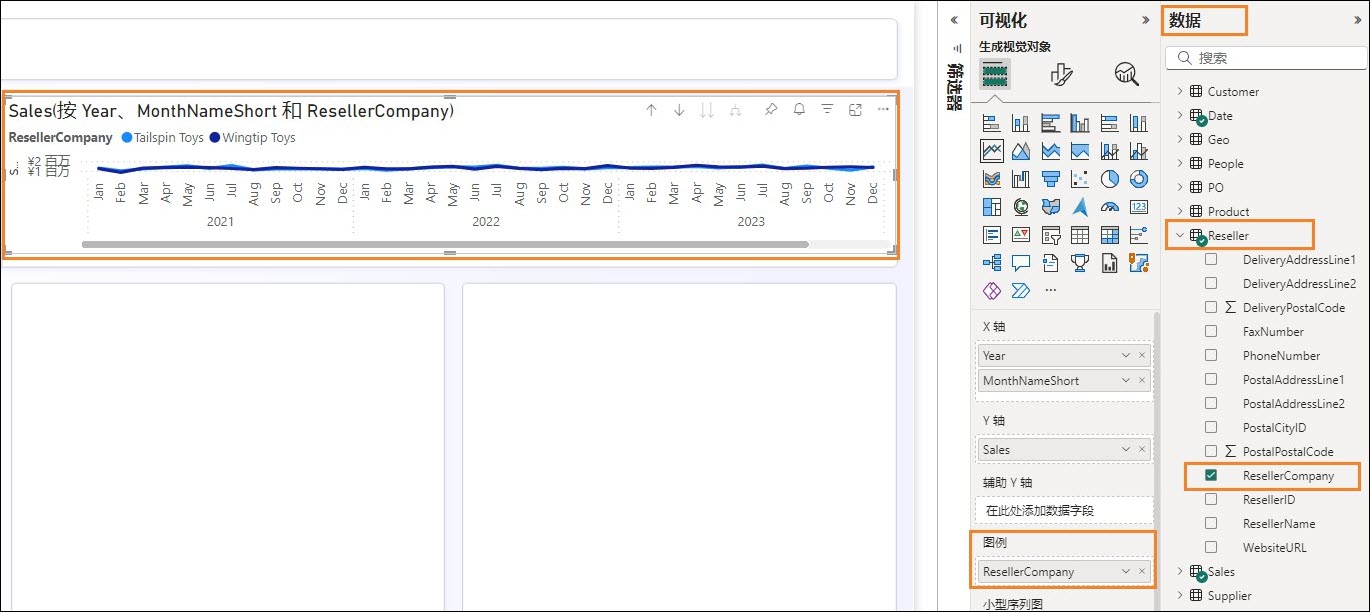 Sales(按 Year、MonthNameShort 和 ResellerCompany)
ResellerCompany Tailspin Toys Wingtip Toys
S...
¥2 百万
¥1 百万
Jan Feb Mar Apr May Jun Jul Aug Sep Oct Nov Dec Jan Feb Mar Apr May Jun Jul Aug Sep Oct Nov Dec Jan Feb Mar Apr May Jun Jul Aug Sep Oct Nov Dec
2021 2022 2023
筛选器
可视化
生成视觉对象
123
X 轴
Year
MonthNameShort
Y 轴
Sales
辅助 Y 轴
在此处添加数据字段
图例
ResellerCompany
小型序列图
数据
搜索
Customer
Date
Geo
People
PO
Product
Reseller
DeliveryAddressLine1
DeliveryAddressLine2
DeliveryPostalCode
FaxNumber
PhoneNumber
PostalAddressLine1
PostalAddressLine2
PostalCityID
PostalPostalCode
ResellerCompany
ResellerID
ResellerName
WebsiteURL
Sales
Supplier